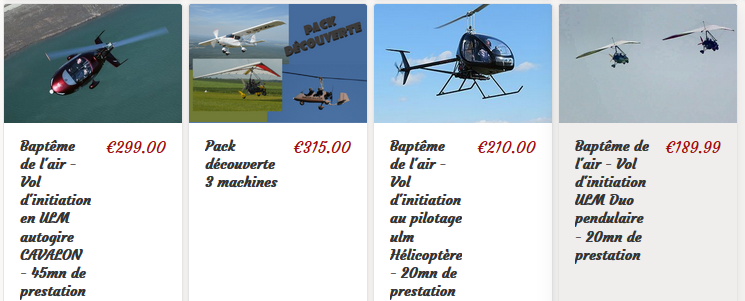 PACK
DÉCOUVERTE
Baptême
de l'air -
Vol
d'initiation
en ULM
autogire
CAVALON
- 45mn de
prestation
€299.00
Pack
découverte
3 machines
€315.00
Baptême
de l'air -
Vol
d'initiation
au pilotage
ulm
Hélicoptère
- 20mn de
prestation
€210.00
Baptême de
l'air - Vol
d'initiation
ULM Duo
pendulaire
- 20mn de
prestation
€189.99